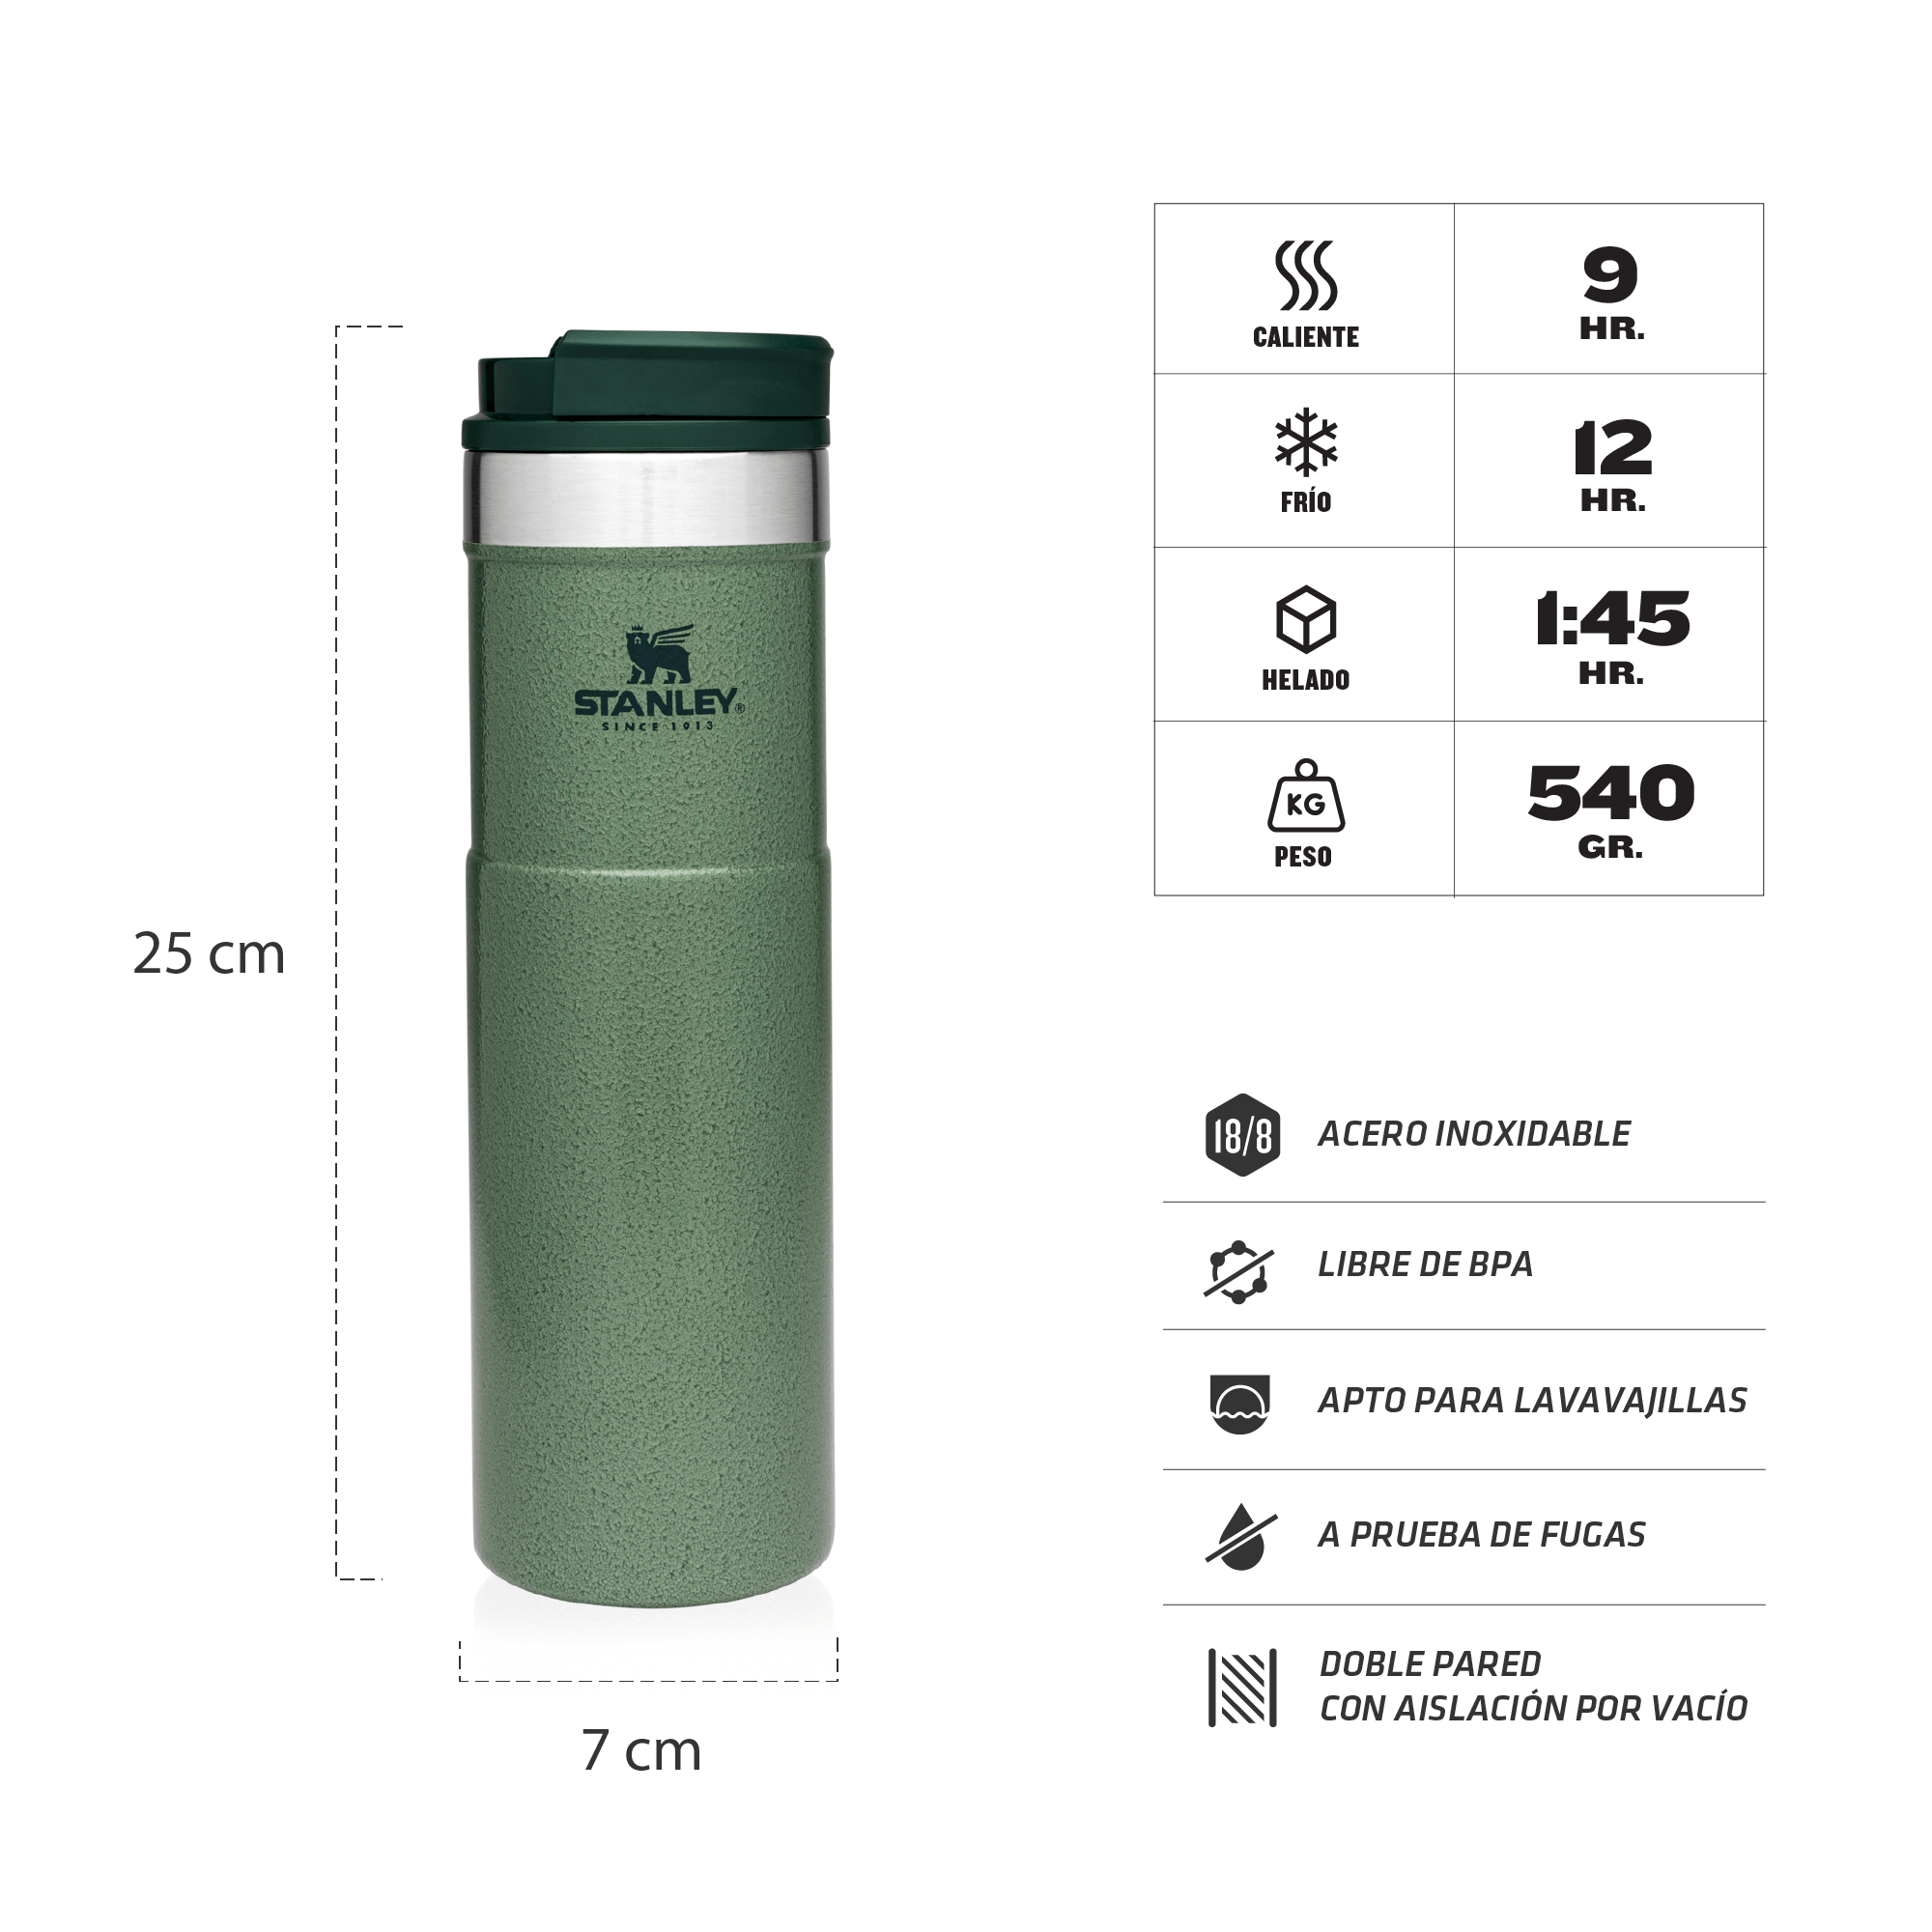 25 cm
STANLEY®
SINCE 1913
7 cm
CALIENTE
9
HR.
FRÍO
12
HR.
HELADO
1:45
HR.
KG
PESO
540
GR.
18/8 ACERO INOXIDABLE
LIBRE DE BPA
APTO PARA LAVAVAJILLAS
A PRUEBA DE FUGAS
DOBLE PARED
CON AISLACIÓN POR VACÍO